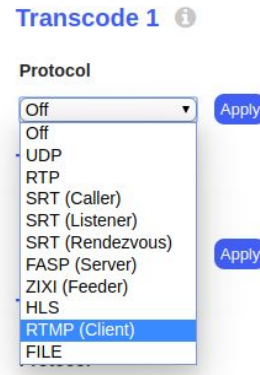 Transcode 1
Protocol
Off
Apply
Off
UDP
RTP
SRT (Caller)
SRT (Listener)
SRT (Rendezvous)
FASP (Server)
Apply
ZIXI (Feeder)
HLS
RTMP (Client)
FILE